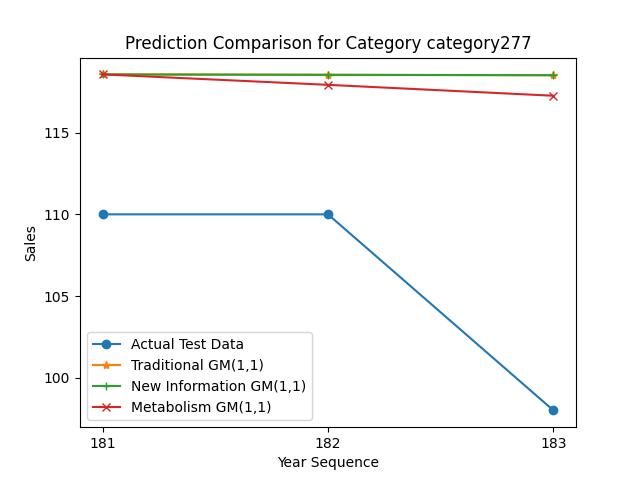 Prediction Comparison for Category category277
Sales
115
110
105
100
Actual Test Data
Traditional GM(1,1)
New Information GM(1,1)
Metabolism GM(1,1)
181 182 183
Year Sequence